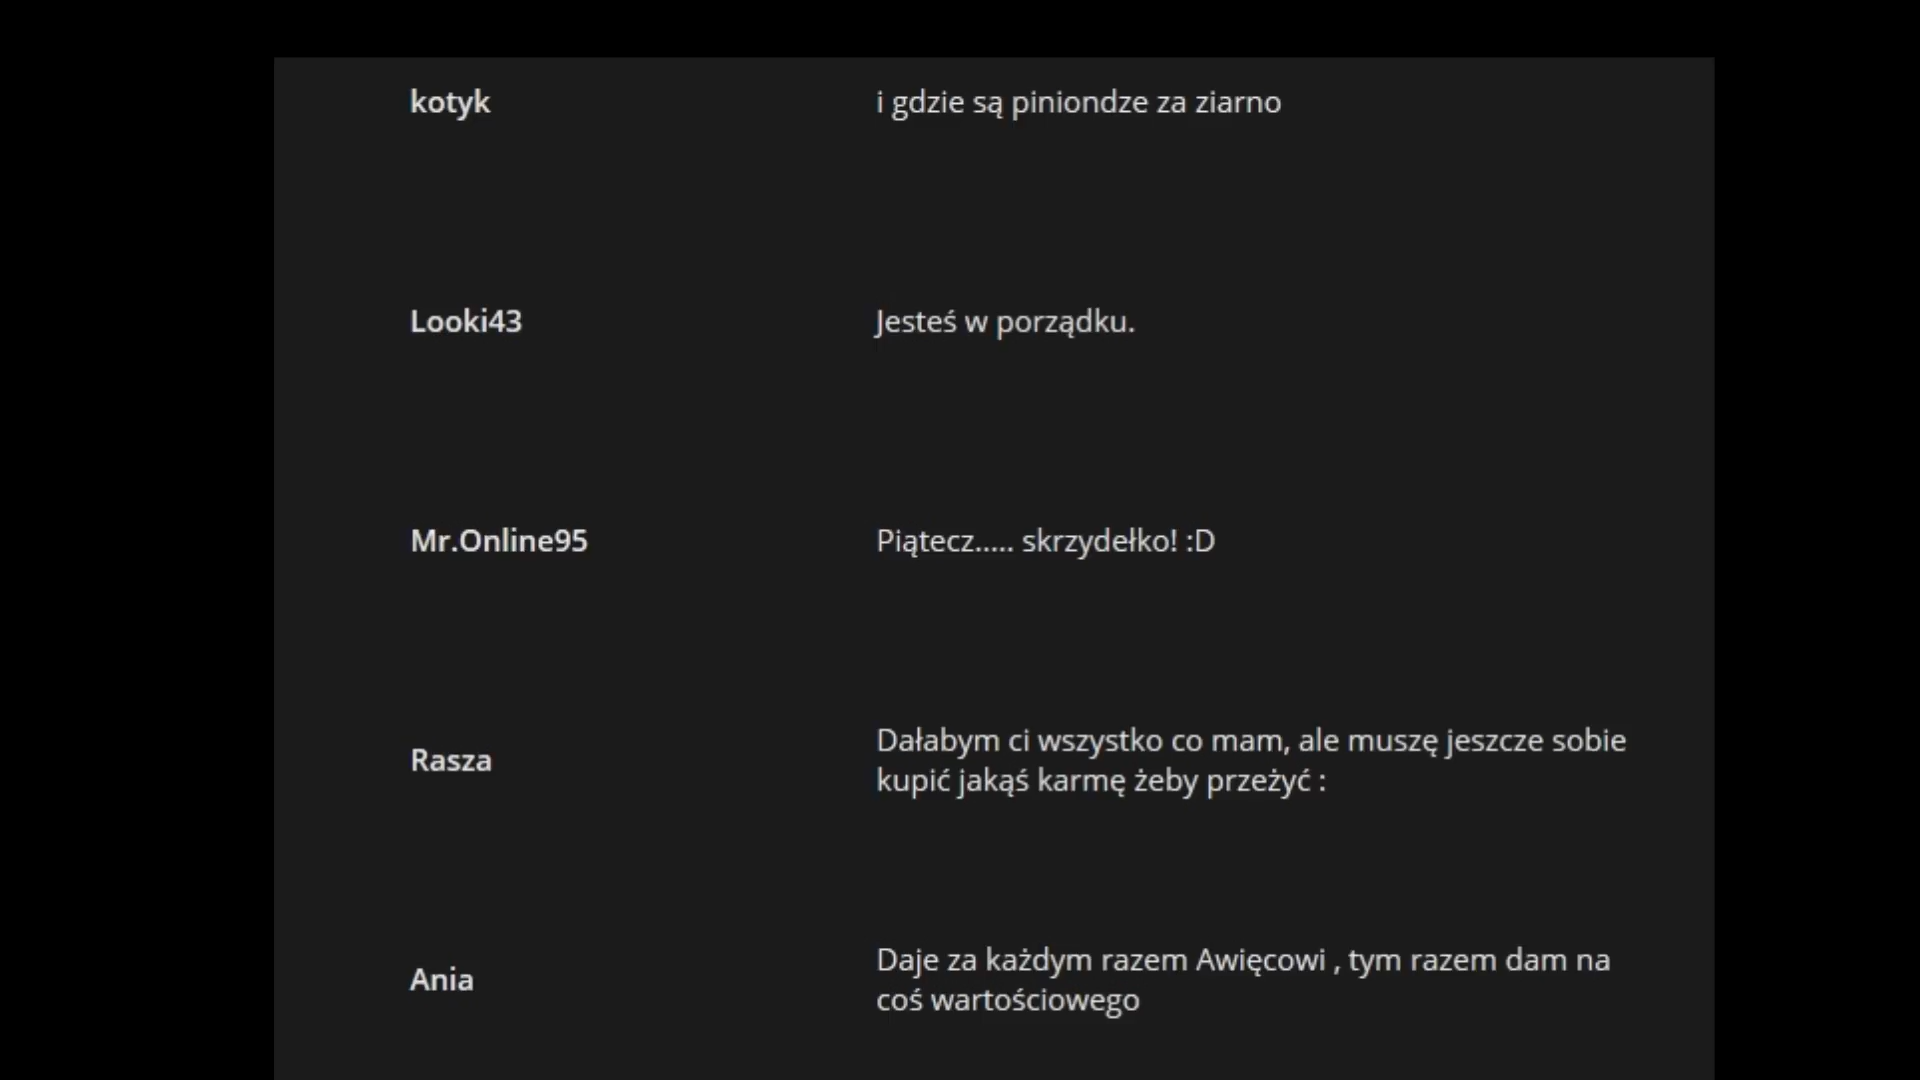 kotyk
i gdzie są piniondze za ziarno
Looki43
Jesteś w porządku.
Mr.Online95
Piątecz..... skrzydełko! :D
Rasza
Dałabym ci wszystko co mam, ale muszę jeszcze sobie
kupić jakąś karmę żeby przeżyć :
Ania
Daje za każdym razem Awięcowi , tym razem dam na
coś wartościowego